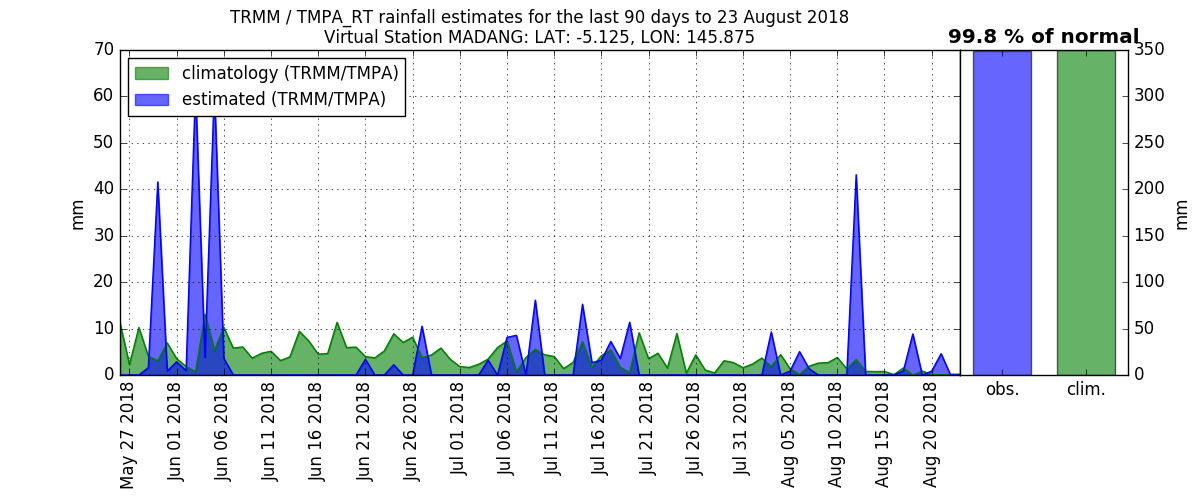 TRMM / TMPA_RT rainfall estimates for the last 90 days to 23 August 2018
Virtual Station MADANG: LAT: -5.125, LON: 145.875
99.8 % of normal
climatology (TRMM/TMPA)
estimated (TRMM/TMPA)
mm
70
60
50
40
30
20
10
0
350
300
250
200
150
100
50
0
mm
obs.
clim.
May 27 2018
Jun 01 2018
Jun 06 2018
Jun 11 2018
Jun 16 2018
Jun 21 2018
Jun 26 2018
Jul 01 2018
Jul 06 2018
Jul 11 2018
Jul 16 2018
Jul 21 2018
Jul 26 2018
Jul 31 2018
Aug 05 2018
Aug 10 2018
Aug 15 2018
Aug 20 2018